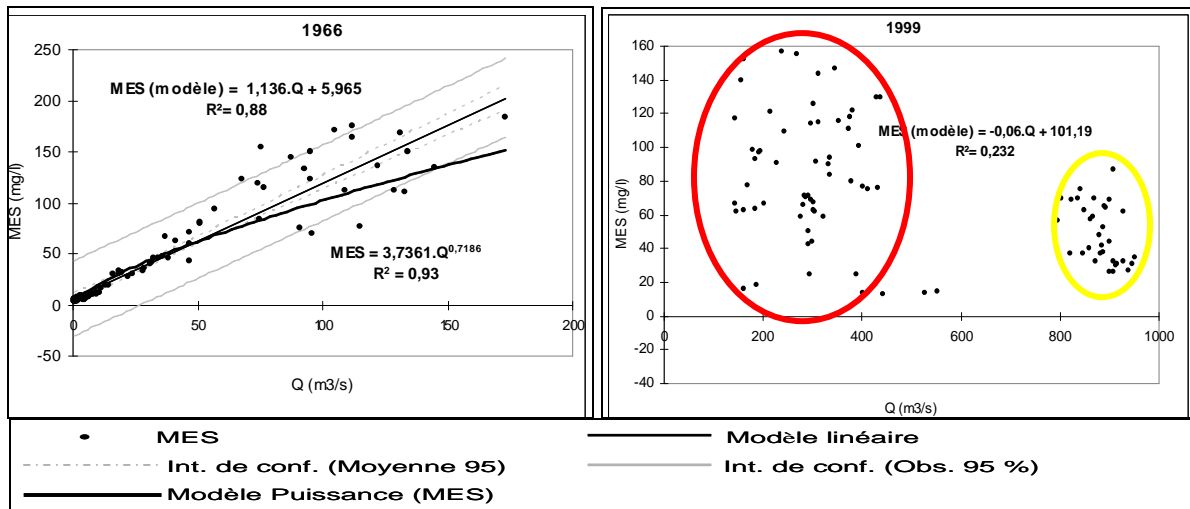 1966
250
200
150
100
50
0
-50
MES (mg/l)
MES (modèle) = 1,136.Q + 5,965
R²= 0,88
MES = 3,7361.Q^0,7186
R² = 0,93
0
50
100
150
200
Q (m3/s)
1999
160
140
120
100
80
60
40
20
0
-20
-40
MES (mg/l)
MES (modèle) = -0,06.Q + 101,19
R²= 0,232
0
200
400
600
800
1000
Q (m3/s)
MES
Modèle linéaire
Int. de conf. (Moyenne 95)
Int. de conf. (Obs. 95 %)
Modèle Puissance (MES)